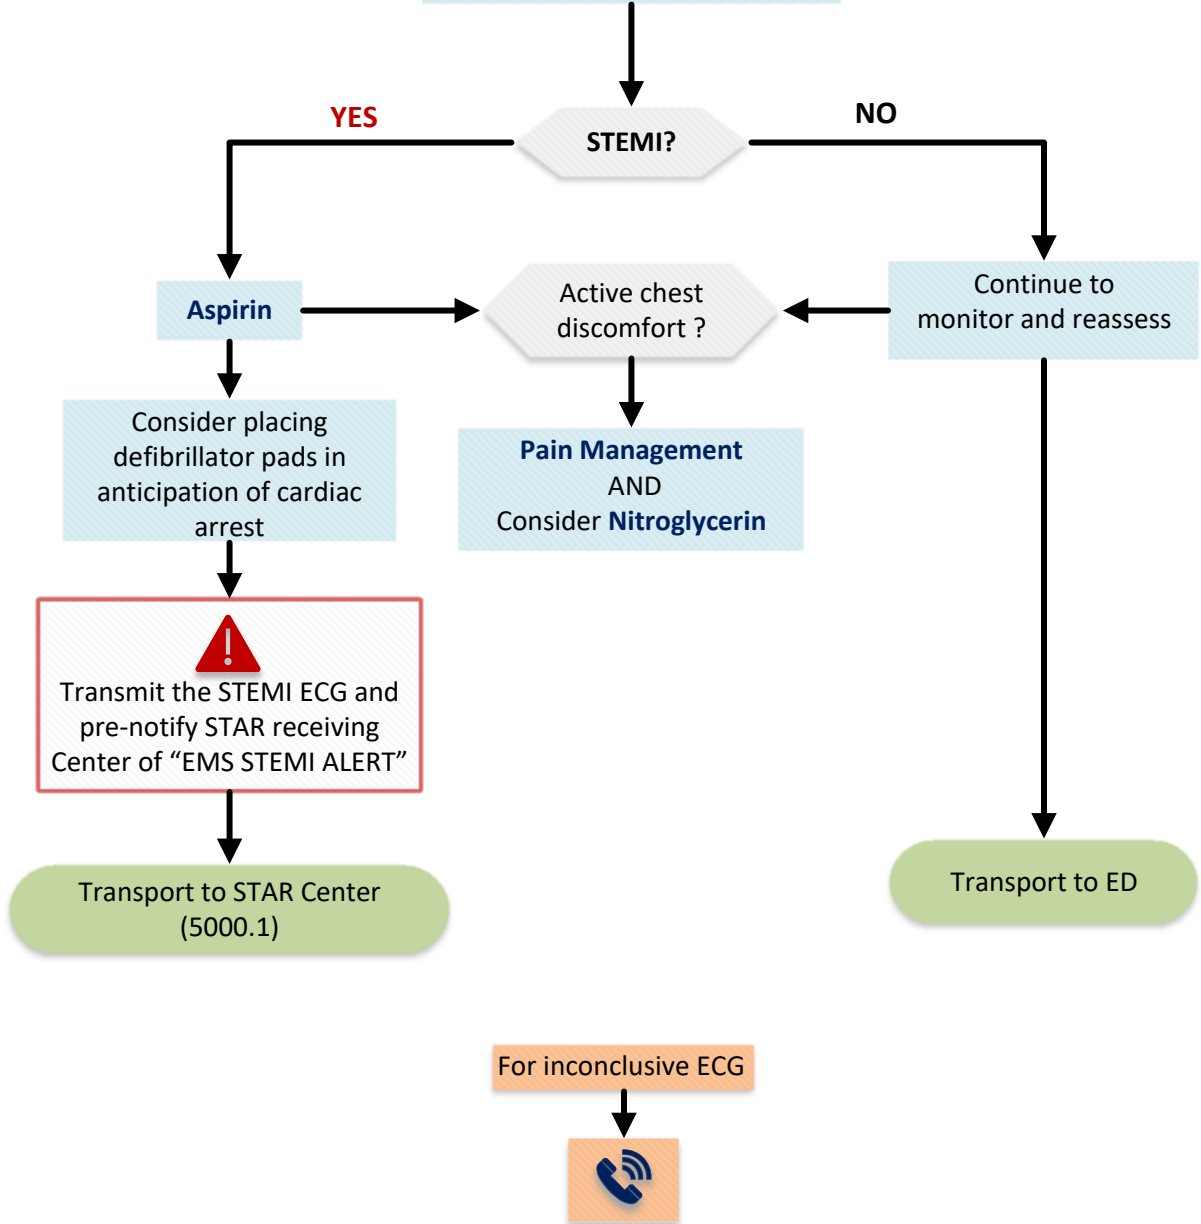 YES
NO
STEMI?
Aspirin
Active chest
discomfort ?
Continue to
monitor and reassess
Consider placing
defibrillator pads in
anticipation of cardiac
arrest
Pain Management
AND
Consider Nitroglycerin
Transmit the STEMI ECG and
pre-notify STAR receiving
Center of “EMS STEMI ALERT”
Transport to STAR Center
(5000.1)
Transport to ED
For inconclusive ECG